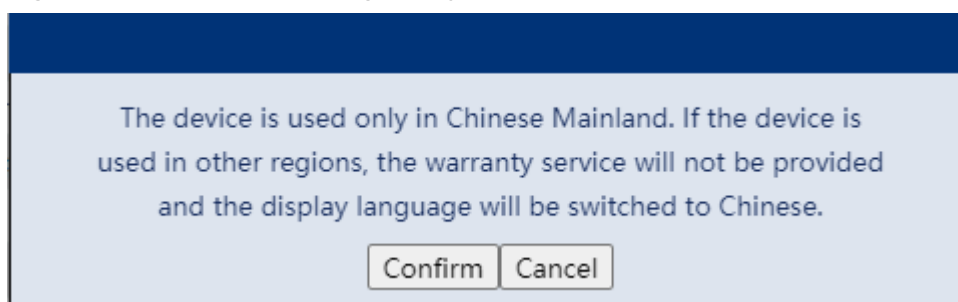 The device is used only in Chinese Mainland. If the device is
used in other regions, the warranty service will not be provided
and the display language will be switched to Chinese.
Confirm Cancel